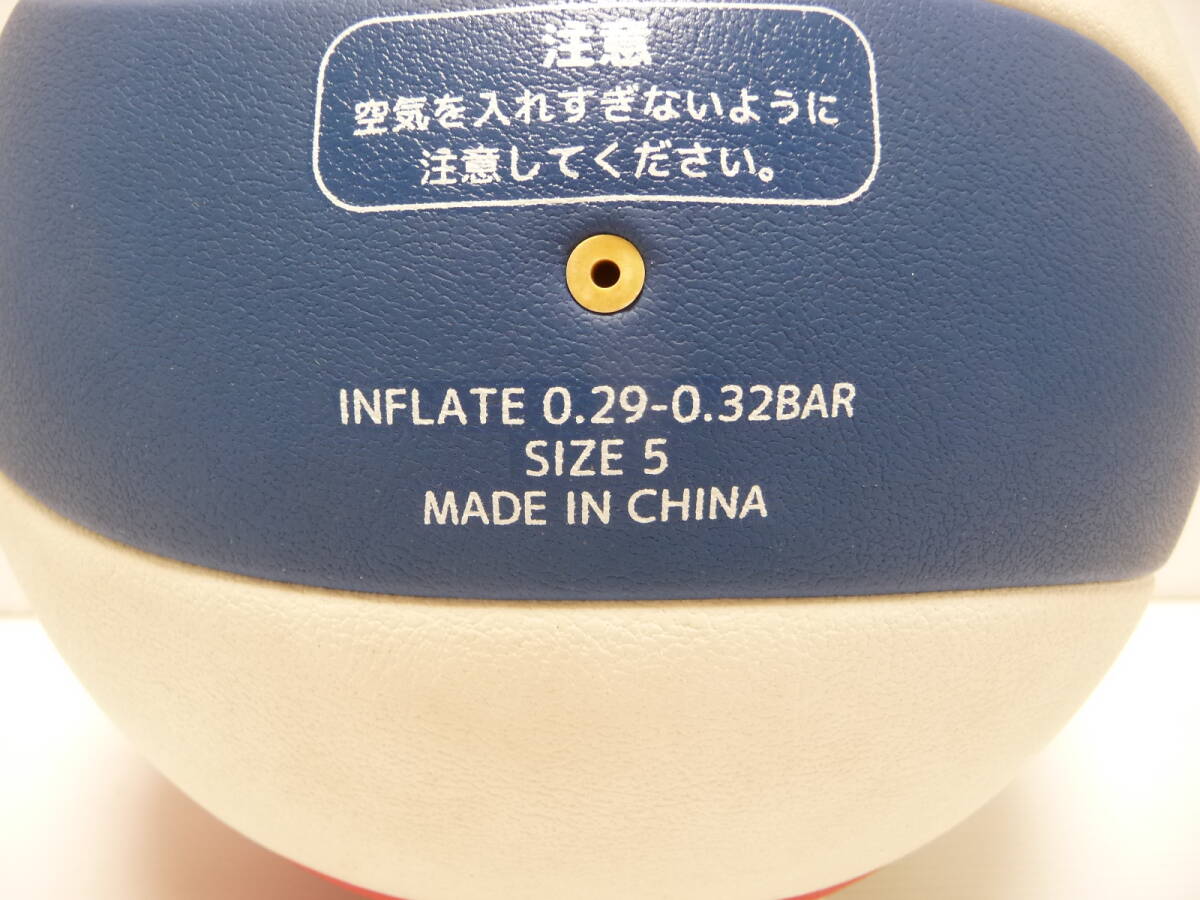 注意
空気を入れすぎないように
注意してください。
INFLATE 0.29-0.32BAR
SIZE 5
MADE IN CHINA